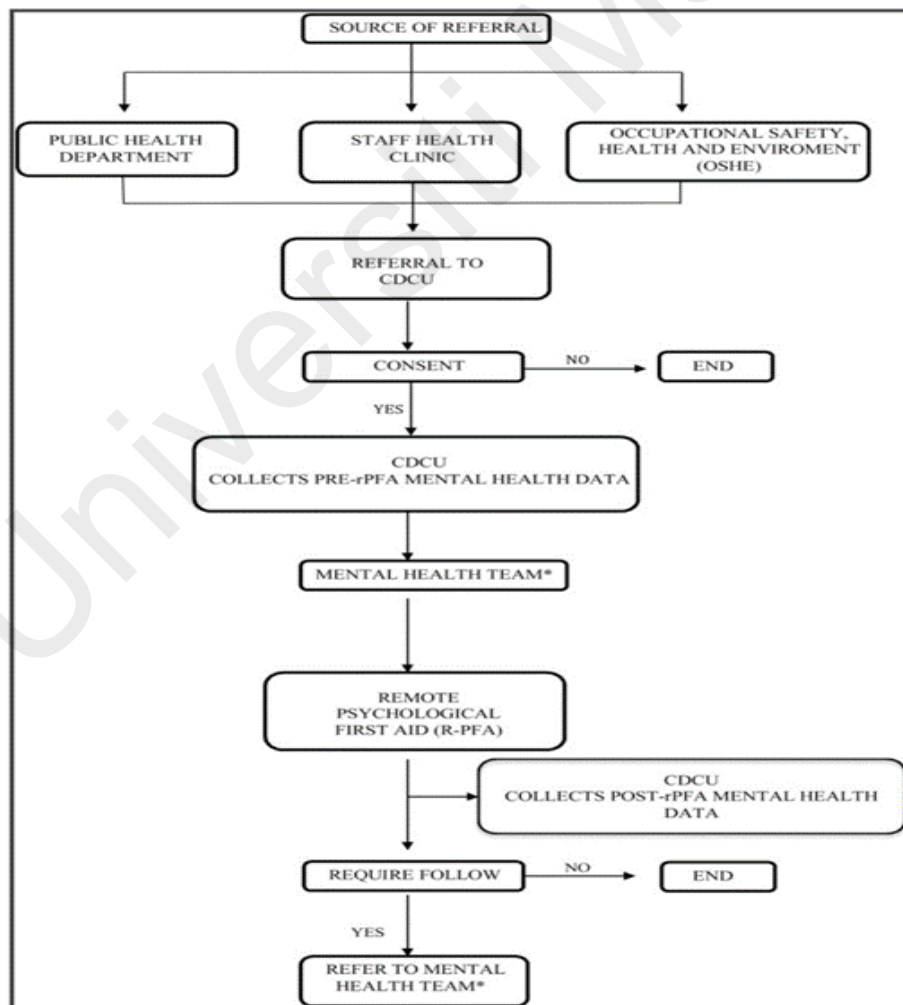 SOURCE OF REFERRAL
PUBLIC HEALTH
DEPARTMENT
STAFF HEALTH
CLINIC
OCCUPATIONAL SAFETY,
HEALTH AND ENVIROMENT
(OSHE)
REFERRAL TO
CDCU
CONSENT
NO
END
YES
CDCU
COLLECTS PRE-rPFA MENTAL HEALTH DATA
MENTAL HEALTH TEAM*
REMOTE
PSYCHOLOGICAL
FIRST AID (R-PFA)
CDCU
COLLECTS POST-rPFA MENTAL HEALTH
DATA
REQUIRE FOLLOW
NO
END
YES
REFER TO MENTAL
HEALTH TEAM*
Universiti